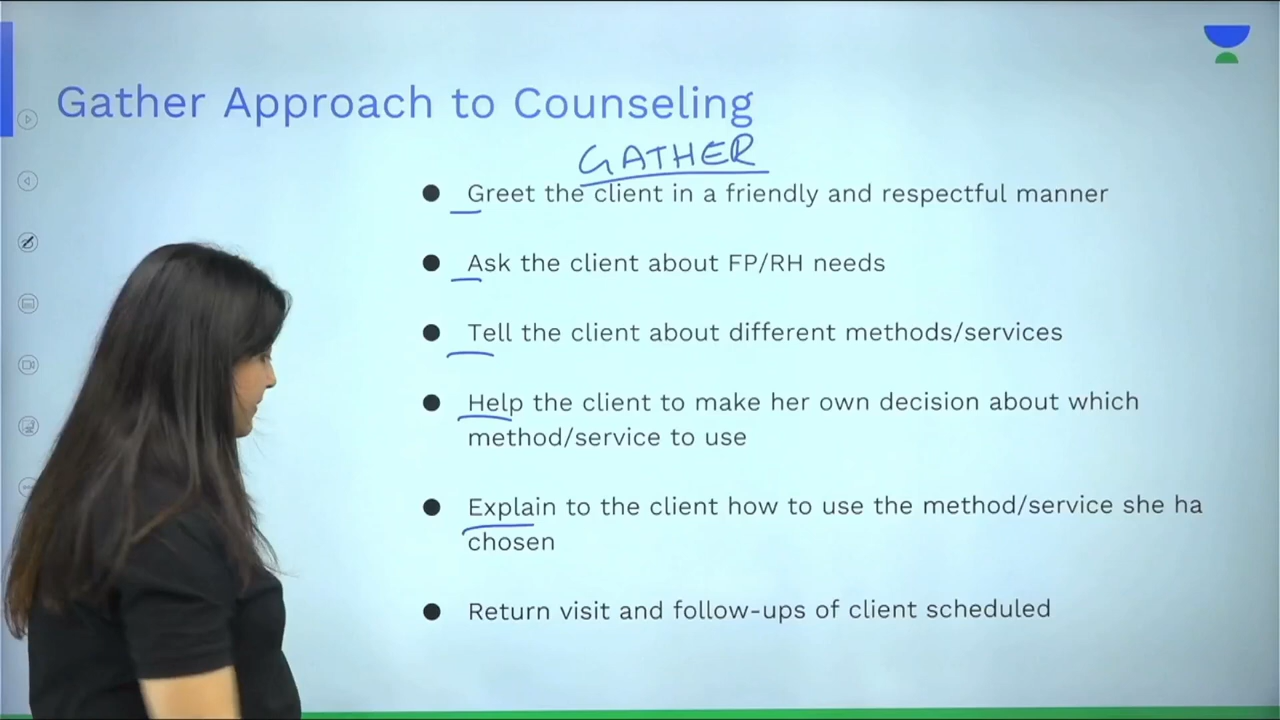 Gather Approach to Counseling
GATHER
Greet the client in a friendly and respectful manner
Ask the client about FP/RH needs
Tell the client about different methods/services
Help the client to make her own decision about which
method/service to use
Explain to the client how to use the method/service she ha
chosen
Return visit and follow-ups of client scheduled